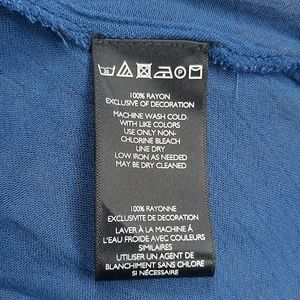 100% RAYON
EXCLUSIVE OF DECORATION
MACHINE WASH COLD-
WITH LIKE COLORS
USE ONLY NON-
CHLORINE BLEACH
LINE DRY
LOW IRON AS NEEDED
MAY BE DRY CLEANED
100% RAYONNE
EXCLUSIVITE DE DECORATION
LAVER À LA MACHINE À
L'EAU FROIDE AVEC COULEURS
SIMILAIRES
UTILISER UN AGENT DE
BLANCHIMENT SANS CHLORE
SI NÉCESSAIRE